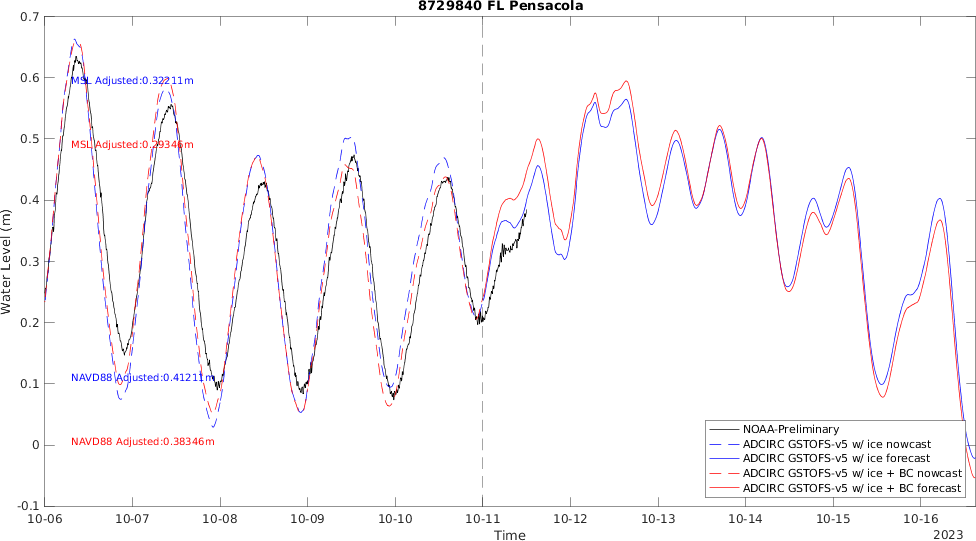 8729840 FL Pensacola
0.7
0.6
0.5
0.4
0.3
0.2
0.1
0
-0.1
Water Level (m)
MSL Adjusted:0.32211m
MSL Adjusted:0.29346m
NAVD88 Adjusted:0.41211m
NAVD88 Adjusted:0.38346m
NOAA-Preliminary
ADCIRC GSTOFS-v5 w/ ice nowcast
ADCIRC GSTOFS-v5 w/ ice forecast
ADCIRC GSTOFS-v5 w/ ice + BC nowcast
ADCIRC GSTOFS-v5 w/ ice + BC forecast
10-06 10-07 10-08 10-09 10-10 10-11 10-12 10-13 10-14 10-15 10-16
Time
2023